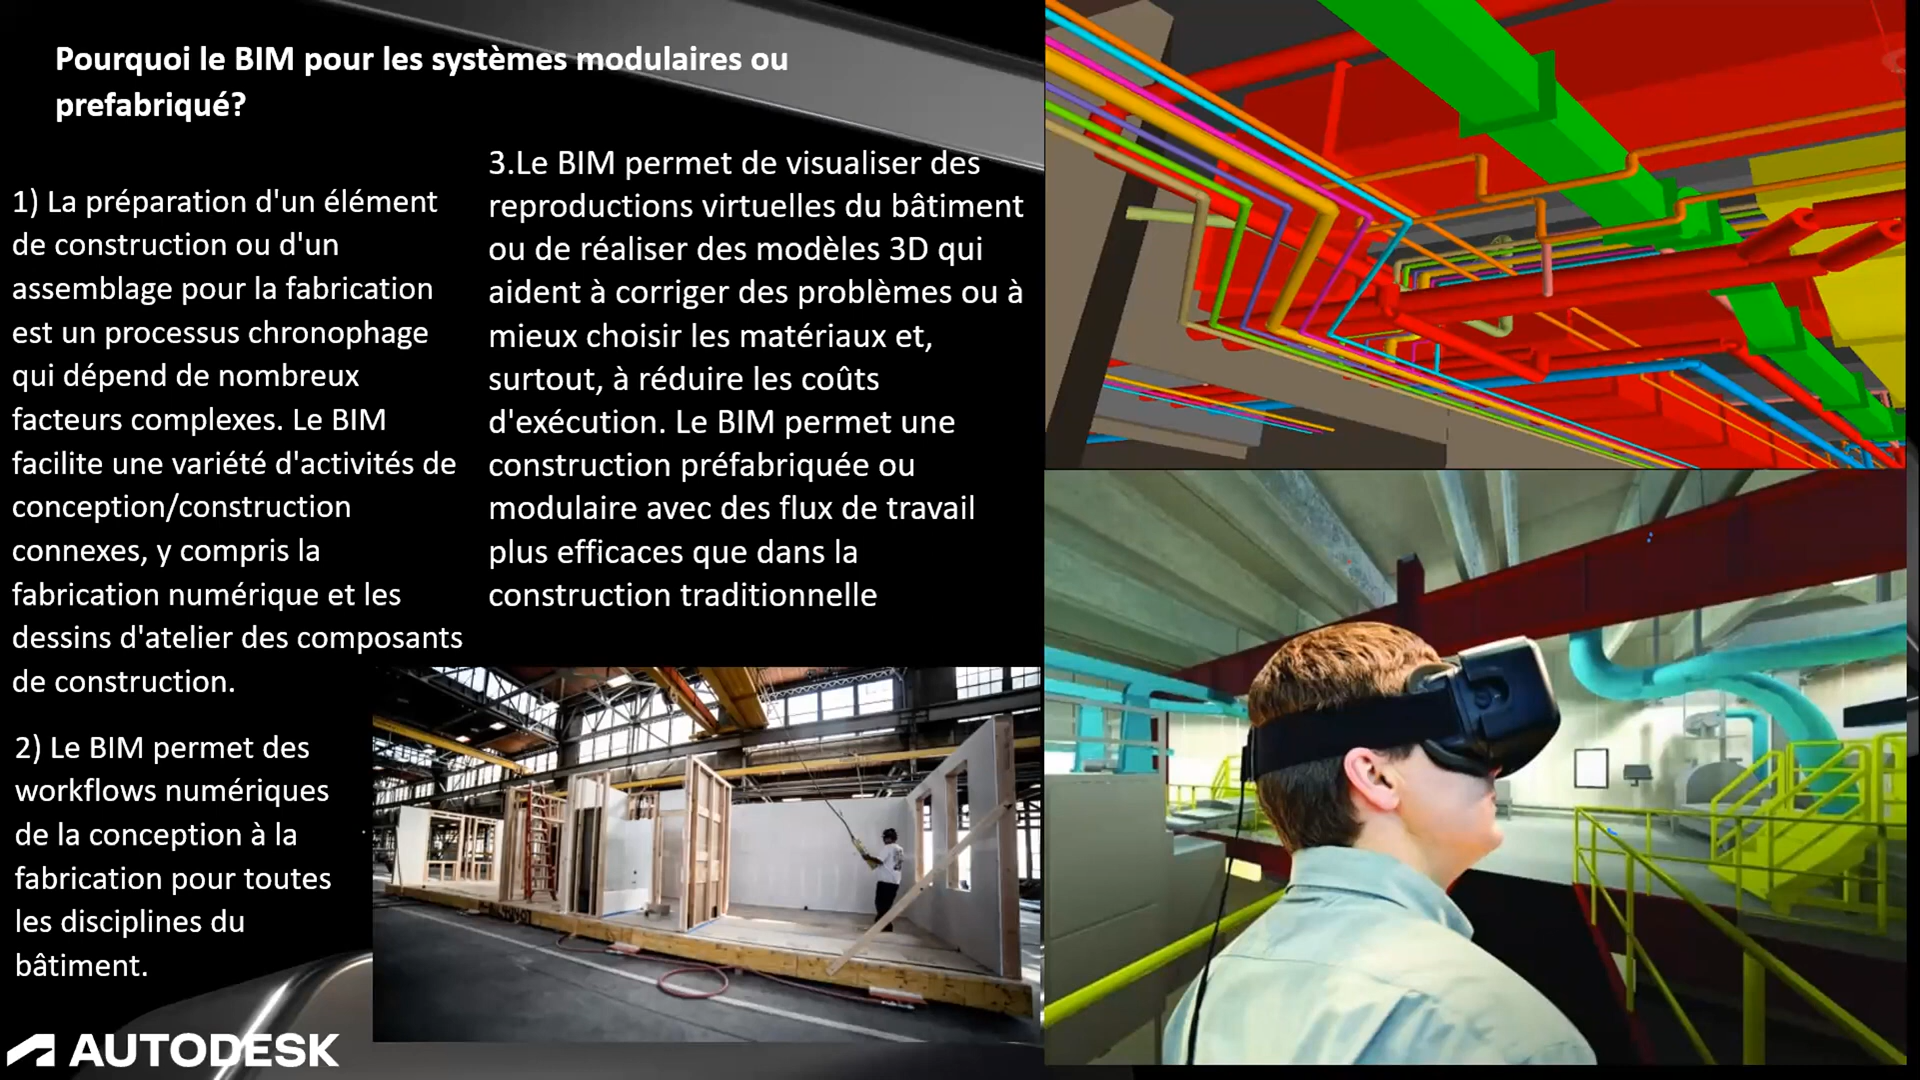 Pourquoi le BIM pour les systèmes modulaires ou
prefabriqué?
1) La préparation d'un élément
de construction ou d'un
assemblage pour la fabrication
est un processus chronophage
qui dépend de nombreux
facteurs complexes. Le BIM
facilite une variété d'activités de
conception/construction
connexes, y compris la
fabrication numérique et les
dessins d'atelier des composants
de construction.
2) Le BIM permet des
workflows numériques
de la conception à la
fabrication pour toutes
les disciplines du
bâtiment.
3.Le BIM permet de visualiser des
reproductions virtuelles du bâtiment
ou de réaliser des modèles 3D qui
aident à corriger des problèmes ou à
mieux choisir les matériaux et,
surtout, à réduire les coûts
d'exécution. Le BIM permet une
construction préfabriquée ou
modulaire avec des flux de travail
plus efficaces que dans la
construction traditionnelle
AUTODESK